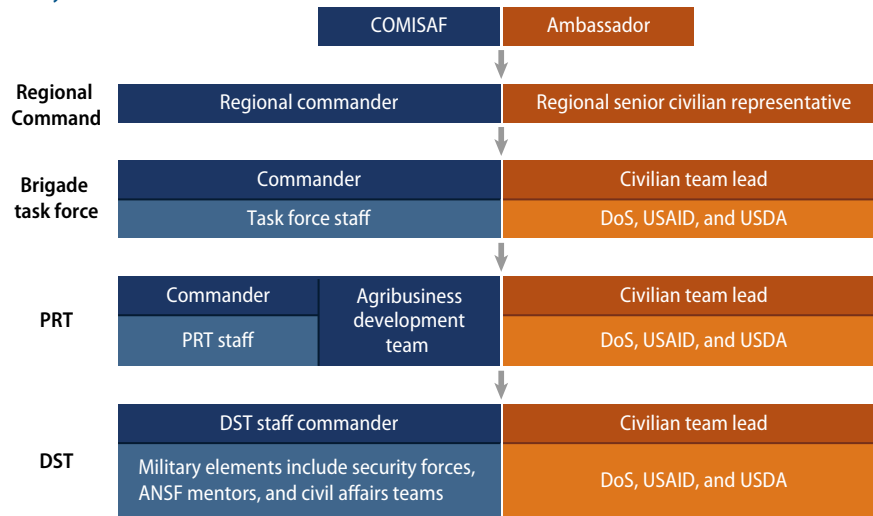 COMISAF
Ambassador
Regional
Command
Regional commander
Regional senior civilian representative
Brigade
task force
Commander
Civilian team lead
Task force staff
DoS, USAID, and USDA
PRT
Commander
Agribusiness
development
team
Civilian team lead
PRT staff
DoS, USAID, and USDA
DST
DST staff commander
Civilian team lead
Military elements include security forces,
ANSF mentors, and civil affairs teams
DoS, USAID, and USDA